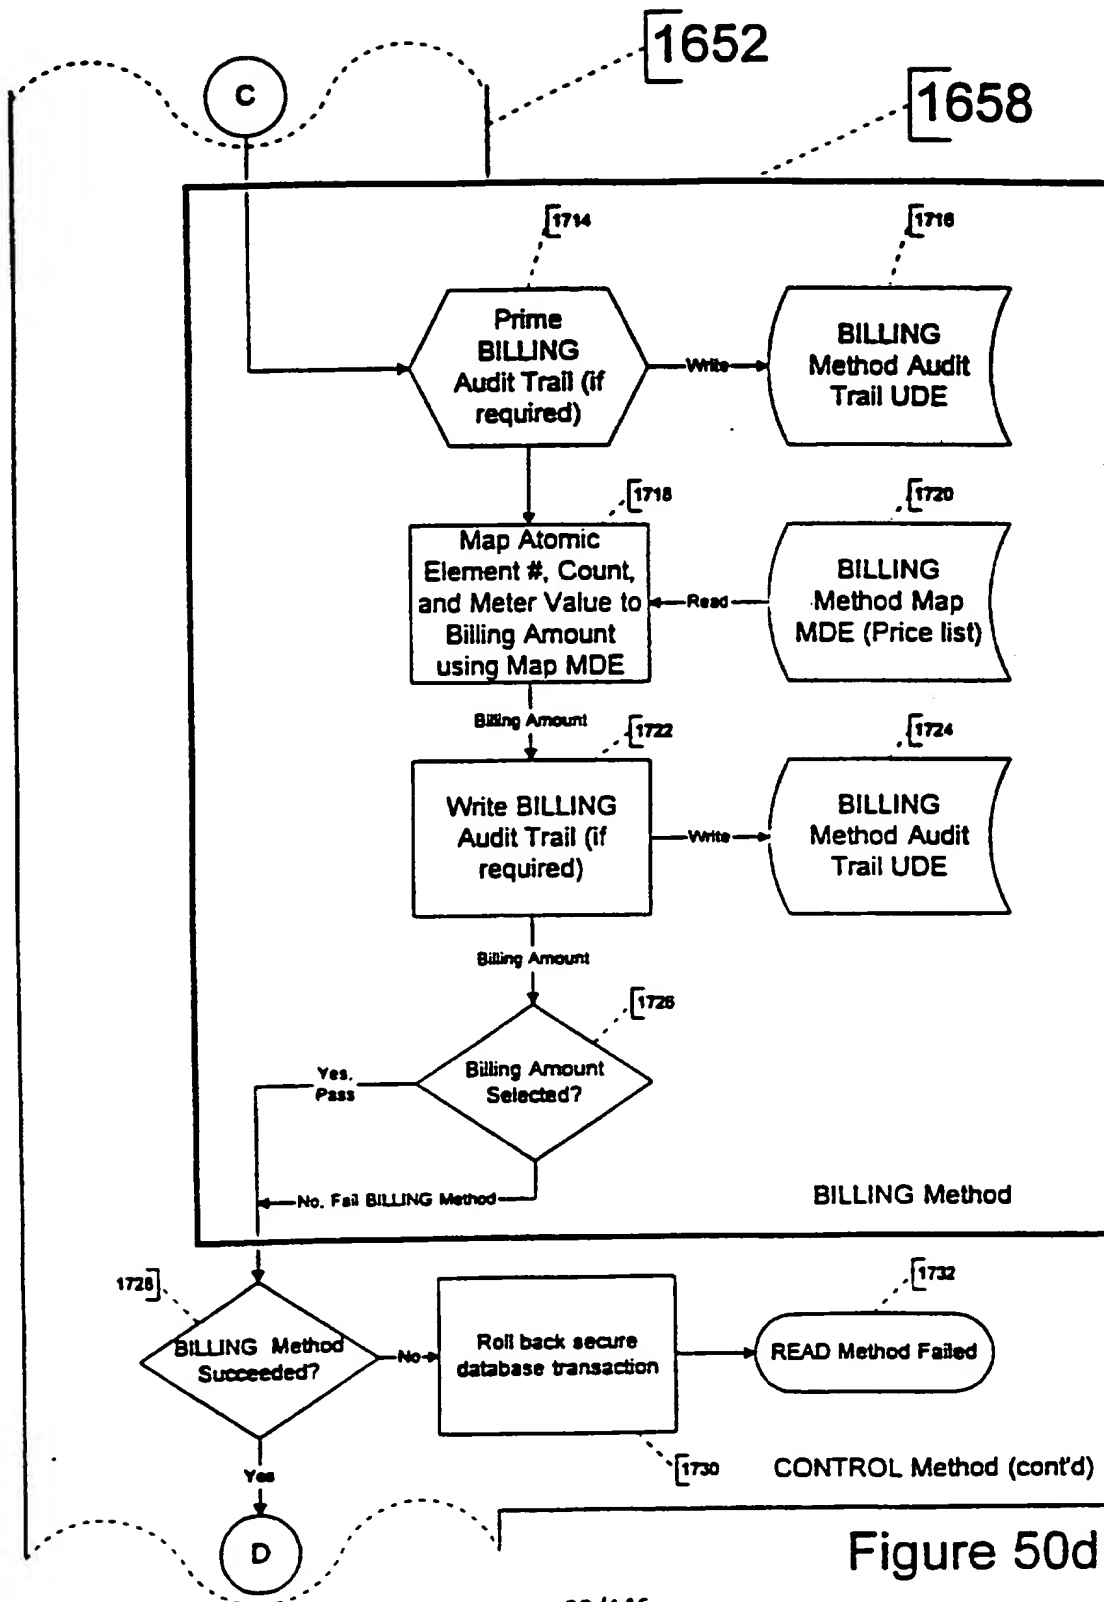 1652
C
1658
1714
1716
Prime
BILLING
Audit Trail (if
required)
Write
BILLING
Method Audit
Trail UDE
1718
1720
Map Atomic
Element #, Count,
and Meter Value to
Billing Amount
using Map MDE
Read
BILLING
Method Map
MDE (Price list)
Billing Amount
1722
1724
Write BILLING
Audit Trail (if
required)
Write
BILLING
Method Audit
Trail UDE
Billing Amount
1726
Billing Amount
Selected?
Yes,
Pass
No, Fail BILLING Method
BILLING Method
1728
1732
BILLING Method
Succeeded?
No
Roll back secure
database transaction
READ Method Failed
1730
CONTROL Method (cont'd)
Yes
D
Figure 50d